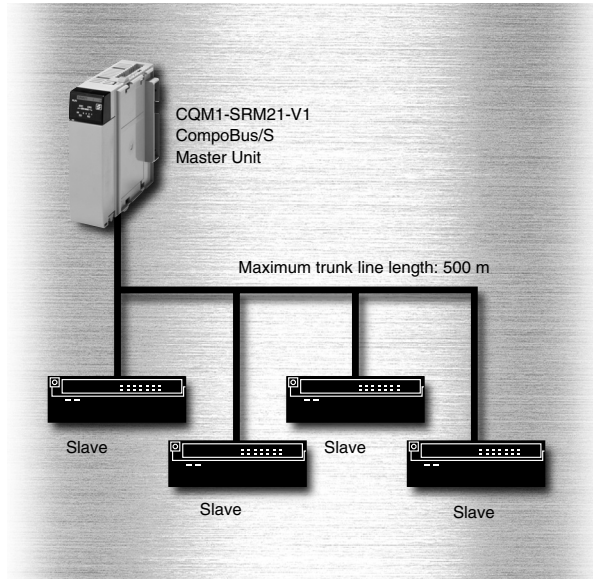 CQM1-SRM21-V1
CompoBus/S
Master Unit
Maximum trunk line length: 500 m
Slave
Slave
Slave
Slave